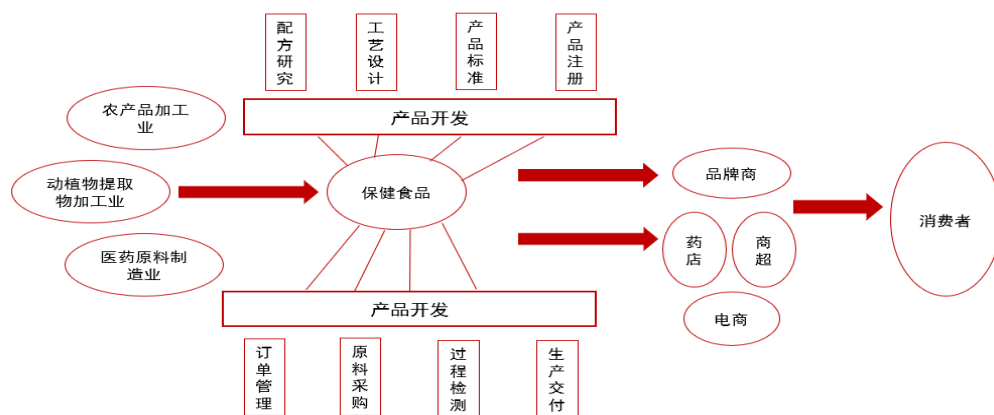 配方研究
工艺设计
产品标准
产品注册
产品开发
农产品加工
业
动植物提取
物加工业
医药原料制
造业
保健食品
品牌商
药
店
商
超
电商
消费者
产品开发
订单管理
原料采购
过程检测
生产交付